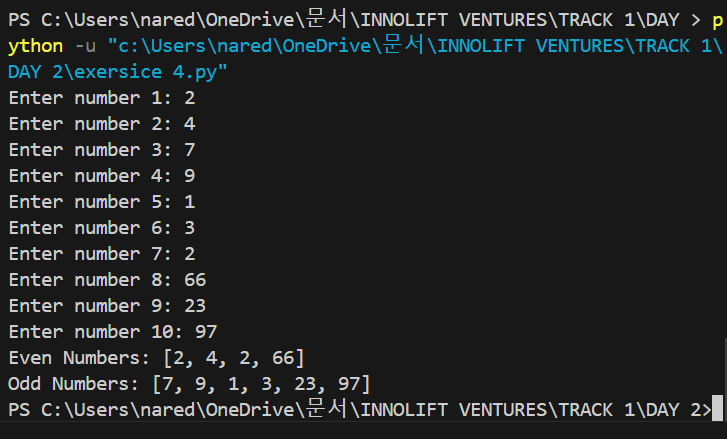 PS C:\Users\nared\OneDrive\문서\INNOLIFT VENTURES\TRACK 1\DAY > p
ython -u "c:\Users\nared\OneDrive\문서\INNOLIFT VENTURES\TRACK 1\
DAY 2\exersice 4.py"
Enter number 1: 2
Enter number 2: 4
Enter number 3: 7
Enter number 4: 9
Enter number 5: 1
Enter number 6: 3
Enter number 7: 2
Enter number 8: 66
Enter number 9: 23
Enter number 10: 97
Even Numbers: [2, 4, 2, 66]
Odd Numbers: [7, 9, 1, 3, 23, 97]
PS C:\Users\nared\OneDrive\문서\INNOLIFT VENTURES\TRACK 1\DAY 2>